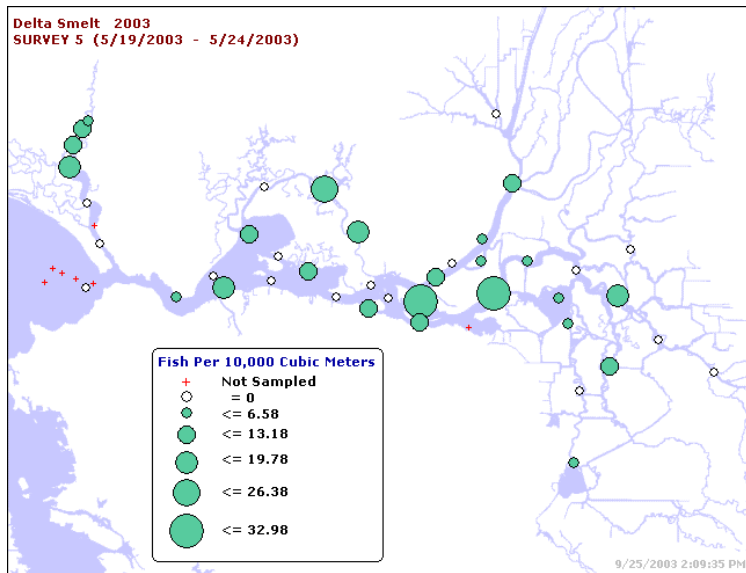 Delta Smelt 2003
SURVEY 5 (5/19/2003 - 5/24/2003)
Fish Per 10,000 Cubic Meters
Not Sampled
= 0
<= 6.58
<= 13.18
<= 19.78
<= 26.38
<= 32.98
9/25/2003 2:09:35 PM